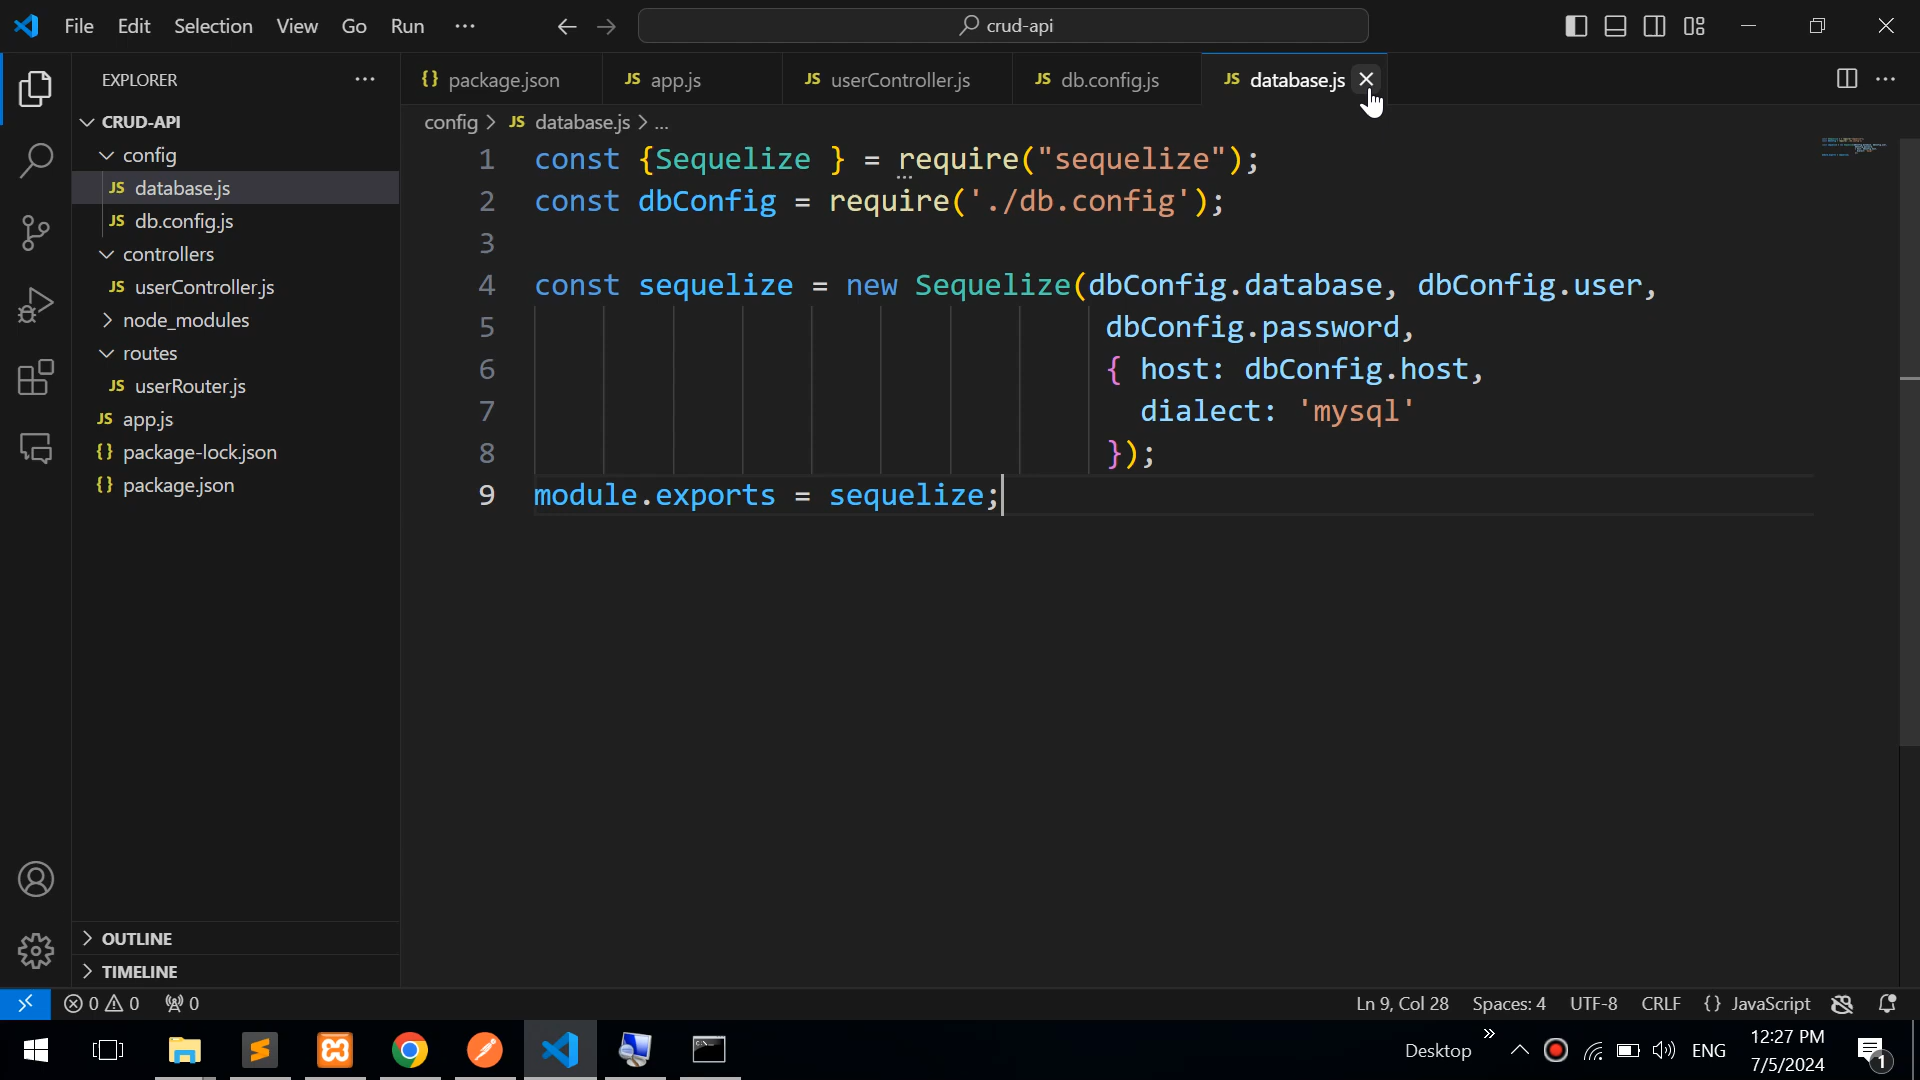 File Edit Selection View Go Run ···
crud-api
EXPLORER ···
{} package.json JS app.js JS userController.js JS db.config.js JS database.js
config > JS database.js > ...
CRUD-API
config
JS database.js
JS db.config.js
controllers
JS userController.js
node_modules
routes
JS userRouter.js
JS app.js
{} package-lock.json
{} package.json
OUTLINE
TIMELINE
1 const {Sequelize } = require("sequelize");
2 const dbConfig = require('./db.config');
3
4 const sequelize = new Sequelize(dbConfig.database, dbConfig.user,
5 dbConfig.password,
6 { host: dbConfig.host,
7 dialect: 'mysql'
8 });
9 module.exports = sequelize;
0 0 0
Ln 9, Col 28 Spaces: 4 UTF-8 CRLF {} JavaScript
Desktop » ENG
12:27 PM
7/5/2024
1